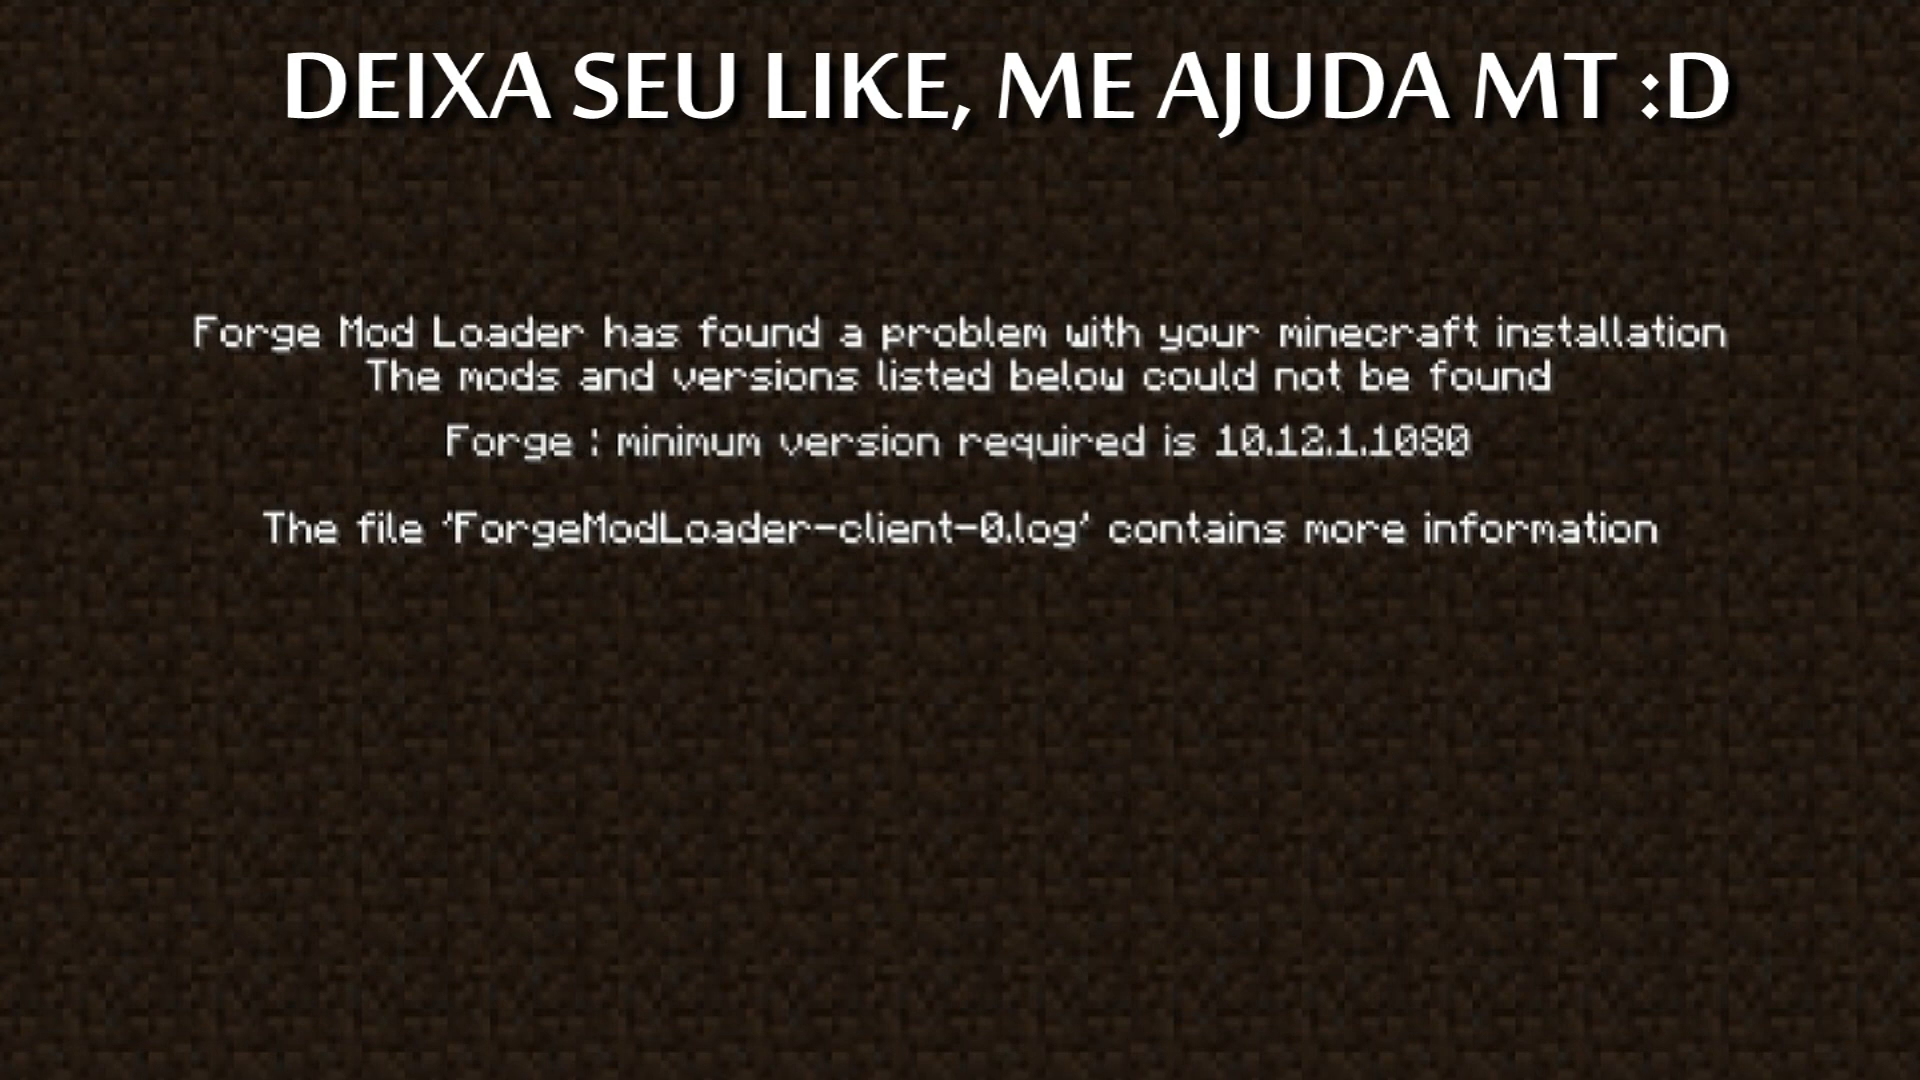 DEIXA SEU LIKE, ME AJUDA MT :D
Forge Mod Loader has found a problem with your minecraft installation
The mods and versions listed below could not be found
Forge : minimum version required is 10.12.1.1080
The file 'ForgeModLoader-client-0.log' contains more information